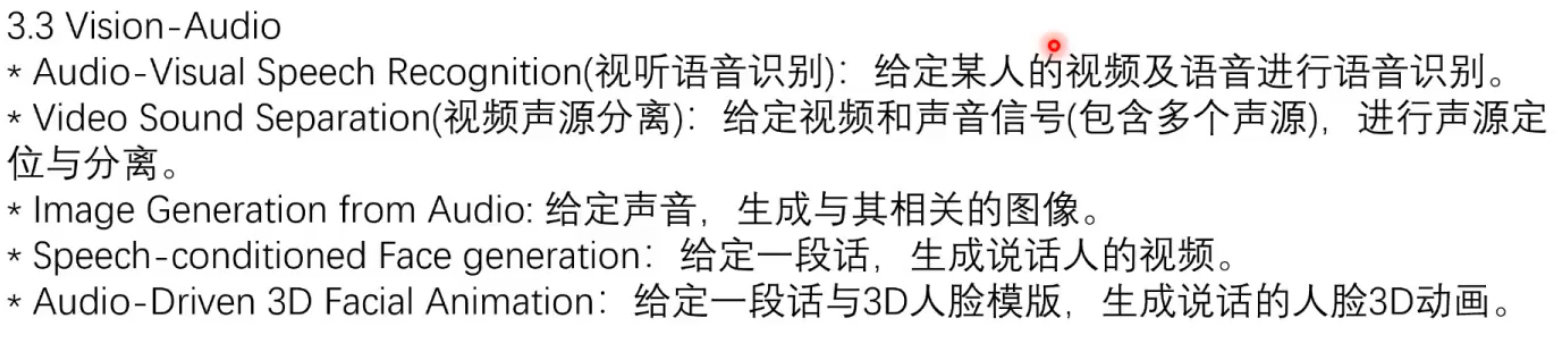 3.3 Vision-Audio
* Audio-Visual Speech Recognition(视听语音识别)：给定某人的视频及语音进行语音识别。
* Video Sound Separation(视频声源分离)：给定视频和声音信号(包含多个声源)，进行声源定
位与分离。
* Image Generation from Audio: 给定声音，生成与其相关的图像。
* Speech-conditioned Face generation：给定一段话，生成说话人的视频。
* Audio-Driven 3D Facial Animation：给定一段话与3D人脸模版，生成说话的人脸3D动画。